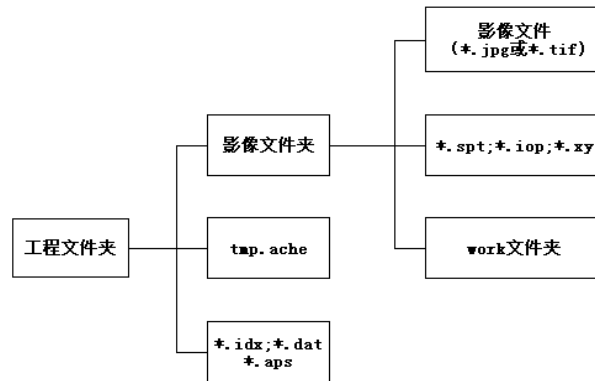 影像文件
(*.jpg或*.tif)
影像文件夹
*.spt;*.iop;*.xy
工程文件夹
tmp.ache
work文件夹
*.idx;*.dat
*.aps